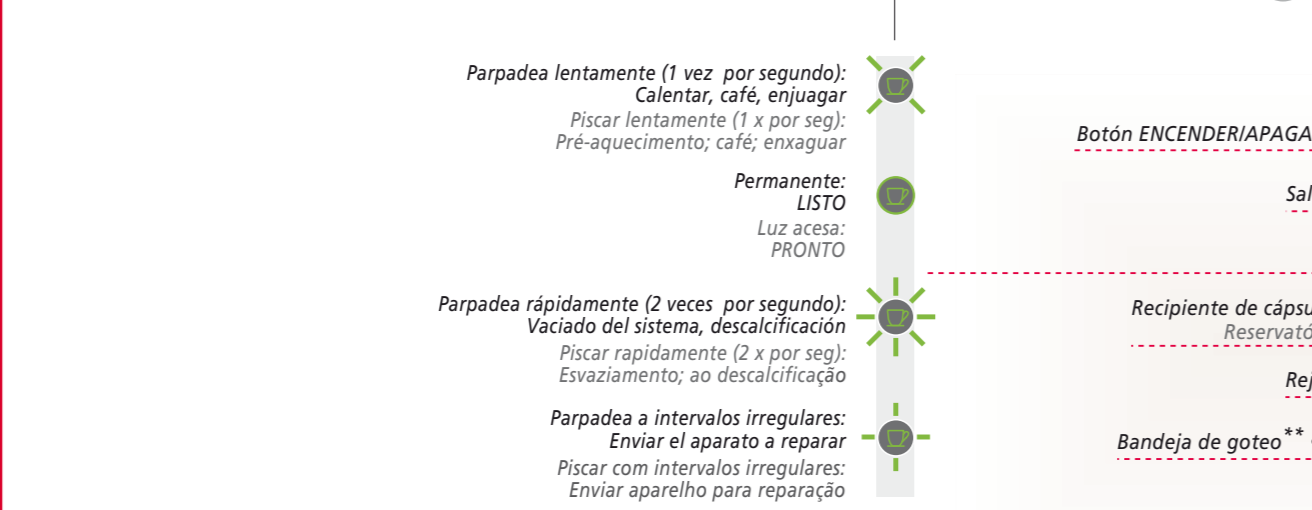 Parpadea lentamente (1 vez por segundo):
Calentar, café, enjuagar
Piscar lentamente (1 x por seg):
Pré-aquecimento; café; enxaguar
Permanente:
LISTO
Luz acesa:
PRONTO
Parpadea rápidamente (2 veces por segundo):
Vaciado del sistema, descalcificación
Piscar rapidamente (2 x por seg):
Esvaziamento; ao descalcificação
Parpadea a intervalos irregulares:
Enviar el aparato a reparar
Piscar com intervalos irregulares:
Enviar aparelho para reparação
Botón ENCENDER/APAGA
Sal
Recipiente de cápsu
Reservató
Rej
Bandeja de goteo**